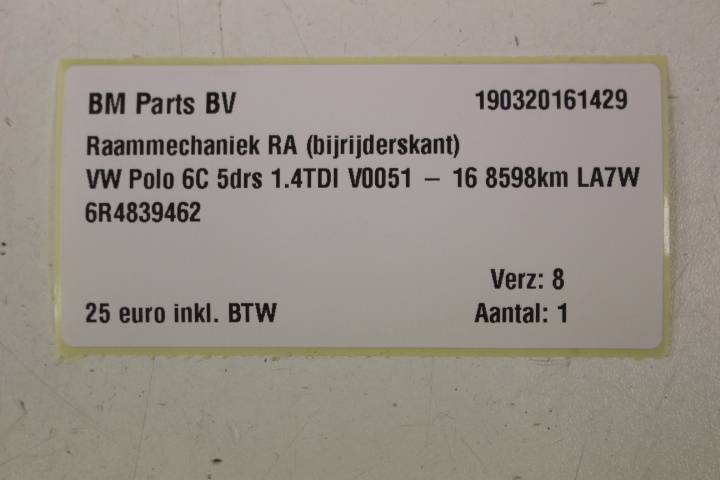 BM Parts BV 190320161429
Raammechaniek RA (bijrijderskant)
VW Polo 6C 5drs 1.4TDI V0051 – 16 8598km LA7W
6R4839462
Verz: 8
25 euro inkl. BTW Aantal: 1